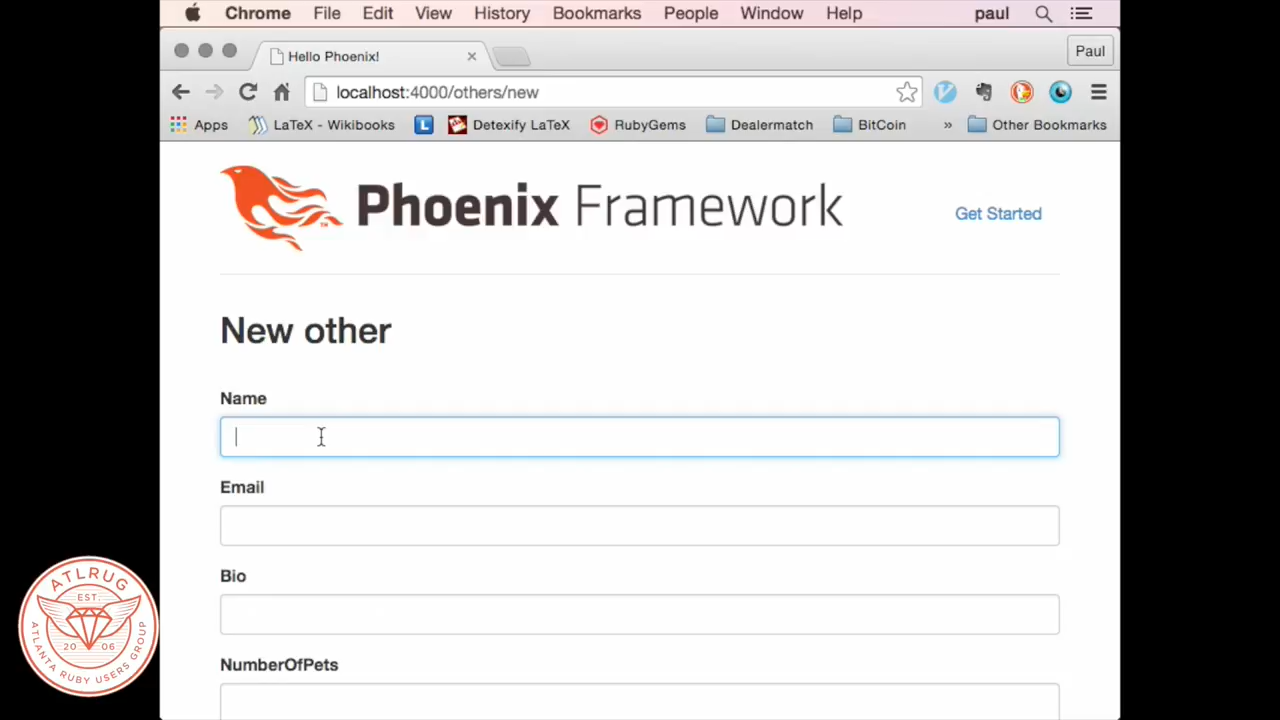 Chrome File Edit View History Bookmarks People Window Help paul
Hello Phoenix! Paul
localhost:4000/others/new
Apps LaTeX - Wikibooks L Detexify LaTeX RubyGems Dealermatch BitCoin » Other Bookmarks
Phoenix Framework
TM
Get Started
New other
Name
Email
Bio
NumberOfPets
ATLRUG
EST.
20 06
ATLANTA RUBY USERS GROUP